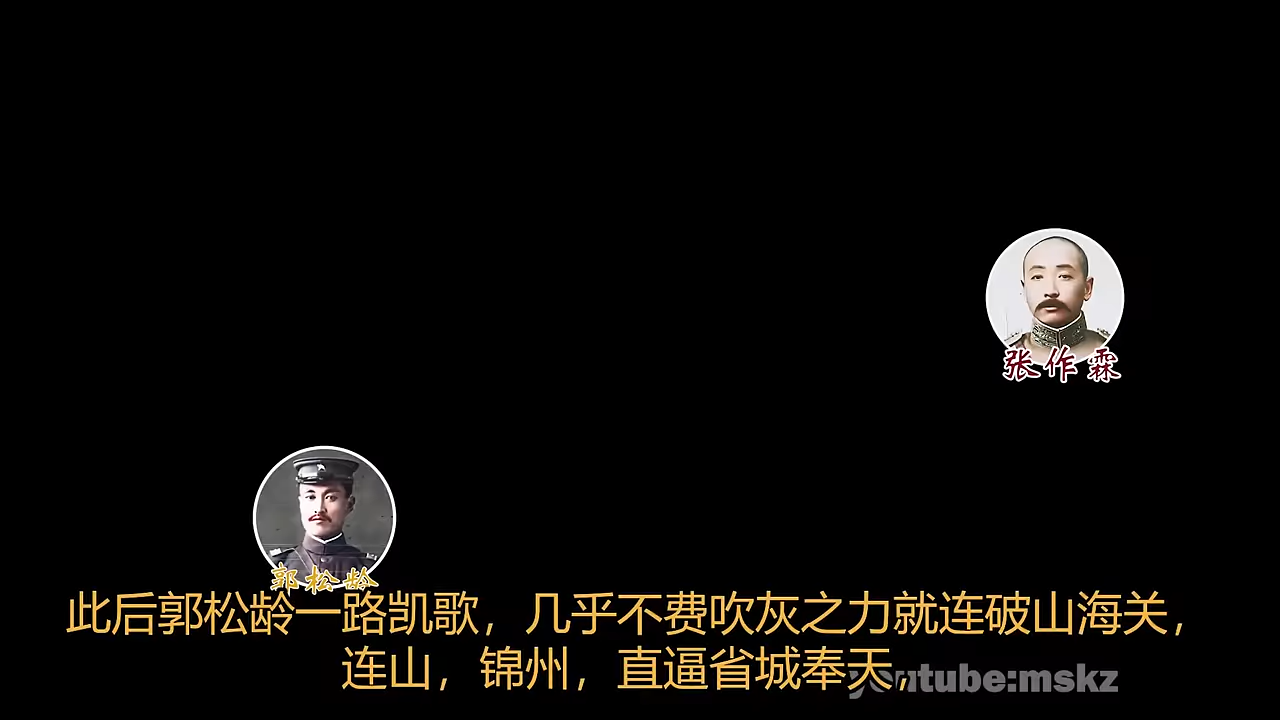 张作霖
郭松龄
此后郭松龄一路凯歌，几乎不费吹灰之力就连破山海关，
连山，锦州，直逼省城奉天，
youtube:mskz